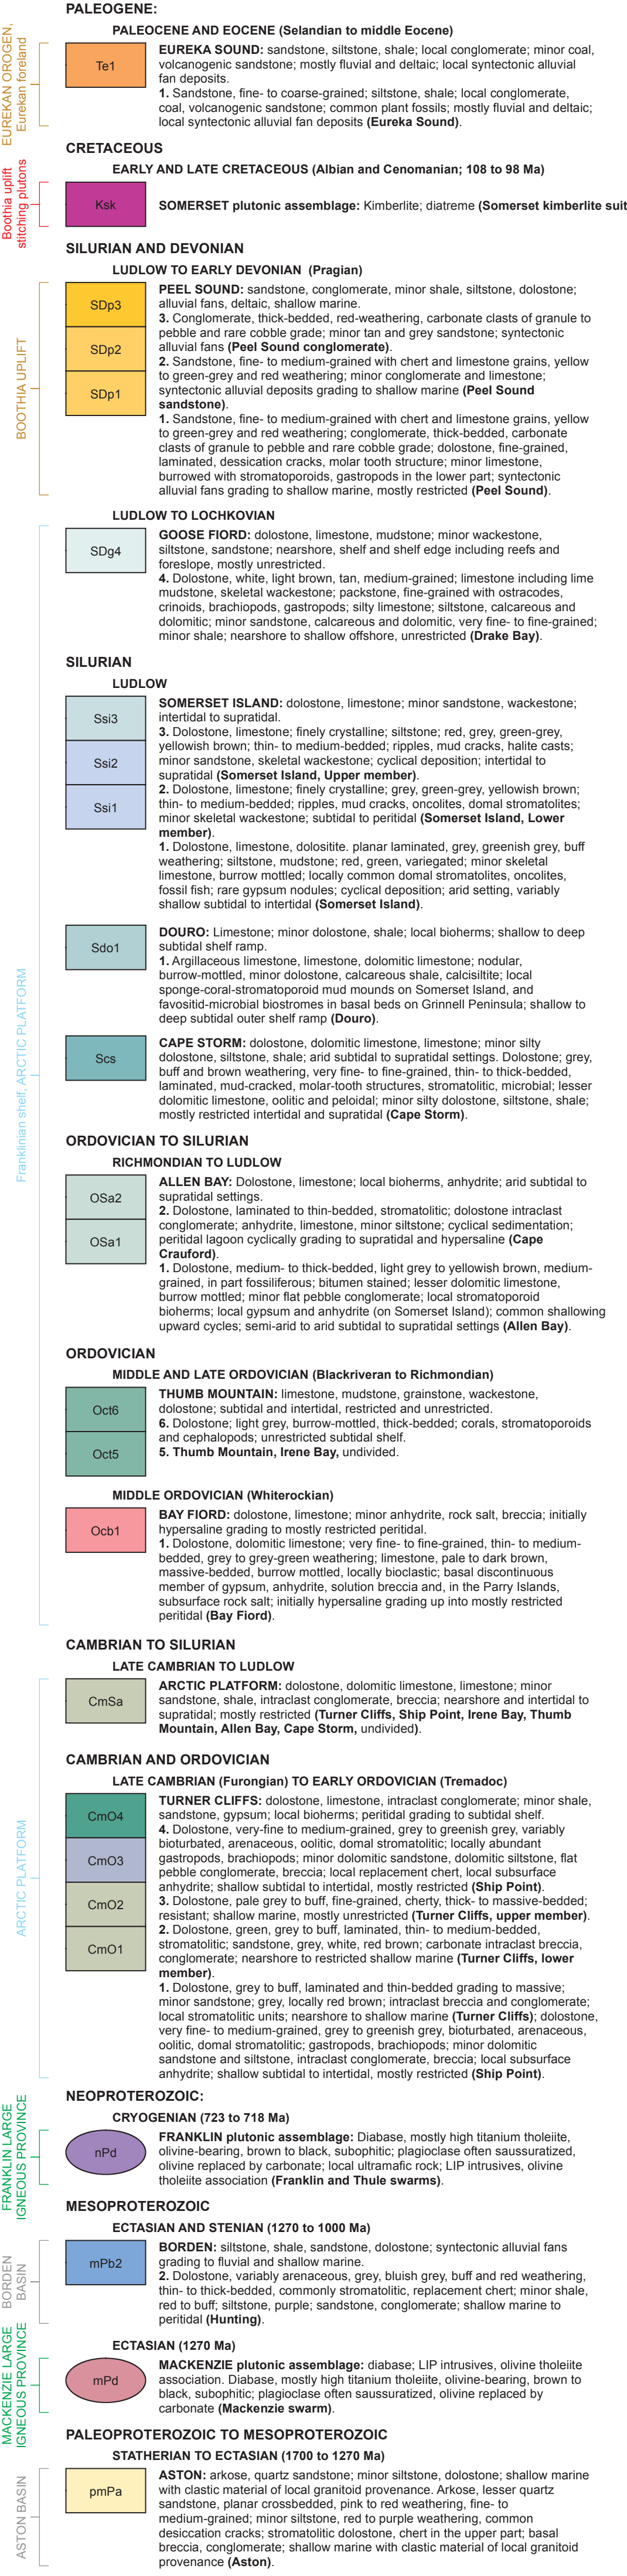 PALEOGENE:
PALEOCENE AND EOCENE (Selandian to middle Eocene)
EUREKAN OROGEN,
Eurekan foreland
Te1
EUREKA SOUND: sandstone, siltstone, shale; local conglomerate; minor coal,
volcanogenic sandstone; mostly fluvial and deltaic; local syntectonic alluvial
fan deposits.
1. Sandstone, fine- to coarse-grained; siltstone, shale; local conglomerate,
coal, volcanogenic sandstone; common plant fossils; mostly fluvial and deltaic;
local syntectonic alluvial fan deposits (Eureka Sound).
CRETACEOUS
EARLY AND LATE CRETACEOUS (Albian and Cenomanian; 108 to 98 Ma)
Boothia uplift
stitching plutons
Ksk
SOMERSET plutonic assemblage: Kimberlite; diatreme (Somerset kimberlite suit
SILURIAN AND DEVONIAN
LUDLOW TO EARLY DEVONIAN (Pragian)
BOOTHIA UPLIFT
SDp3
SDp2
SDp1
PEEL SOUND: sandstone, conglomerate, minor shale, siltstone, dolostone;
alluvial fans, deltaic, shallow marine.
3. Conglomerate, thick-bedded, red-weathering, carbonate clasts of granule to
pebble and rare cobble grade; minor tan and grey sandstone; syntectonic
alluvial fans (Peel Sound conglomerate).
2. Sandstone, fine- to medium-grained with chert and limestone grains, yellow
to green-grey and red weathering; minor conglomerate and limestone;
syntectonic alluvial deposits grading to shallow marine (Peel Sound
sandstone).
1. Sandstone, fine- to medium-grained with chert and limestone grains, yellow
to green-grey and red weathering; conglomerate, thick-bedded, carbonate
clasts of granule to pebble and rare cobble grade; dolostone, fine-grained,
laminated, dessication cracks, molar tooth structure; minor limestone,
burrowed with stromatoporoids, gastropods in the lower part; syntectonic
alluvial fans grading to shallow marine, mostly restricted (Peel Sound).
LUDLOW TO LOCHKOVIAN
Franklinian shelf, ARCTIC PLATFORM
SDg4
GOOSE FIORD: dolostone, limestone, mudstone; minor wackestone,
siltstone, sandstone; nearshore, shelf and shelf edge including reefs and
foreslope, mostly unrestricted.
4. Dolostone, white, light brown, tan, medium-grained; limestone including lime
mudstone, skeletal wackestone; packstone, fine-grained with ostracodes,
crinoids, brachiopods, gastropods; silty limestone; siltstone, calcareous and
dolomitic; minor sandstone, calcareous and dolomitic, very fine- to fine-grained;
minor shale; nearshore to shallow offshore, unrestricted (Drake Bay).
SILURIAN
LUDLOW
Ssi3
Ssi2
Ssi1
SOMERSET ISLAND: dolostone, limestone; minor sandstone, wackestone;
intertidal to supratidal.
3. Dolostone, limestone; finely crystalline; siltstone; red, grey, green-grey,
yellowish brown; thin- to medium-bedded; ripples, mud cracks, halite casts;
minor sandstone, skeletal wackestone; cyclical deposition; intertidal to
supratidal (Somerset Island, Upper member).
2. Dolostone, limestone; finely crystalline; grey, green-grey, yellowish brown;
thin- to medium-bedded; ripples, mud cracks, oncolites, domal stromatolites;
minor skeletal wackestone; subtidal to peritidal (Somerset Island, Lower
member).
1. Dolostone, limestone, dolositite. planar laminated, grey, greenish grey, buff
weathering; siltstone, mudstone; red, green, variegated; minor skeletal
limestone, burrow mottled; locally common domal stromatolites, oncolites,
fossil fish; rare gypsum nodules; cyclical deposition; arid setting, variably
shallow subtidal to intertidal (Somerset Island).
Sdo1
DOURO: Limestone; minor dolostone, shale; local bioherms; shallow to deep
subtidal shelf ramp.
1. Argillaceous limestone, limestone, dolomitic limestone; nodular,
burrow-mottled, minor dolostone, calcareous shale, calcisiltite; local
sponge-coral-stromatoporoid mud mounds on Somerset Island, and
favositid-microbial biostromes in basal beds on Grinnell Peninsula; shallow to
deep subtidal outer shelf ramp (Douro).
Scs
CAPE STORM: dolostone, dolomitic limestone, limestone; minor silty
dolostone, siltstone, shale; arid subtidal to supratidal settings. Dolostone; grey,
buff and brown weathering, very fine- to fine-grained, thin- to thick-bedded,
laminated, mud-cracked, molar-tooth structures, stromatolitic, microbial; lesser
dolomitic limestone, oolitic and peloidal; minor silty dolostone, siltstone, shale;
mostly restricted intertidal and supratidal (Cape Storm).
ORDOVICIAN TO SILURIAN
RICHMONDIAN TO LUDLOW
OSa2
OSa1
ALLEN BAY: Dolostone, limestone; local bioherms, anhydrite; arid subtidal to
supratidal settings.
2. Dolostone, laminated to thin-bedded, stromatolitic; dolostone intraclast
conglomerate; anhydrite, limestone, minor siltstone; cyclical sedimentation;
peritidal lagoon cyclically grading to supratidal and hypersaline (Cape
Crauford).
1. Dolostone, medium- to thick-bedded, light grey to yellowish brown, medium-
grained, in part fossiliferous; bitumen stained; lesser dolomitic limestone,
burrow mottled; minor flat pebble conglomerate; local stromatoporoid
bioherms; local gypsum and anhydrite (on Somerset Island); common shallowing
upward cycles; semi-arid to arid subtidal to supratidal settings (Allen Bay).
ORDOVICIAN
MIDDLE AND LATE ORDOVICIAN (Blackriveran to Richmondian)
Oct6
Oct5
THUMB MOUNTAIN: limestone, mudstone, grainstone, wackestone,
dolostone; subtidal and intertidal, restricted and unrestricted.
6. Dolostone; light grey, burrow-mottled, thick-bedded; corals, stromatoporoids
and cephalopods; unrestricted subtidal shelf.
5. Thumb Mountain, Irene Bay, undivided.
MIDDLE ORDOVICIAN (Whiterockian)
Ocb1
BAY FIORD: dolostone, limestone; minor anhydrite, rock salt, breccia; initially
hypersaline grading to mostly restricted peritidal.
1. Dolostone, dolomitic limestone; very fine- to fine-grained, thin- to medium-
bedded, grey to grey-green weathering; limestone, pale to dark brown,
massive-bedded, burrow mottled, locally bioclastic; basal discontinuous
member of gypsum, anhydrite, solution breccia and, in the Parry Islands,
subsurface rock salt; initially hypersaline grading up into mostly restricted
peritidal (Bay Fiord).
CAMBRIAN TO SILURIAN
LATE CAMBRIAN TO LUDLOW
ARCTIC PLATFORM
CmSa
ARCTIC PLATFORM: dolostone, dolomitic limestone, limestone; minor
sandstone, shale, intraclast conglomerate, breccia; nearshore and intertidal to
supratidal; mostly restricted (Turner Cliffs, Ship Point, Irene Bay, Thumb
Mountain, Allen Bay, Cape Storm, undivided).
CAMBRIAN AND ORDOVICIAN
LATE CAMBRIAN (Furongian) TO EARLY ORDOVICIAN (Tremadoc)
CmO4
CmO3
CmO2
CmO1
TURNER CLIFFS: dolostone, limestone, intraclast conglomerate; minor shale,
sandstone, gypsum; local bioherms; peritidal grading to subtidal shelf.
4. Dolostone, very-fine to medium-grained, grey to greenish grey, variably
bioturbated, arenaceous, oolitic, domal stromatolitic; locally abundant
gastropods, brachiopods; minor dolomitic sandstone, dolomitic siltstone, flat
pebble conglomerate, breccia; local replacement chert, local subsurface
anhydrite; shallow subtidal to intertidal, mostly restricted (Ship Point).
3. Dolostone, pale grey to buff, fine-grained, cherty, thick- to massive-bedded;
resistant; shallow marine, mostly unrestricted (Turner Cliffs, upper member).
2. Dolostone, green, grey to buff, laminated, thin- to medium-bedded,
stromatolitic; sandstone, grey, white, red brown; carbonate intraclast breccia,
conglomerate; nearshore to restricted shallow marine (Turner Cliffs, lower
member).
1. Dolostone, grey to buff, laminated and thin-bedded grading to massive;
minor sandstone; grey, locally red brown; intraclast breccia and conglomerate;
local stromatolitic units; nearshore to shallow marine (Turner Cliffs); dolostone,
very fine- to medium-grained, grey to greenish grey, bioturbated, arenaceous,
oolitic, domal stromatolitic; gastropods, brachiopods; minor dolomitic
sandstone and siltstone, intraclast conglomerate, breccia; local subsurface
anhydrite; shallow subtidal to intertidal, mostly restricted (Ship Point).
NEOPROTEROZOIC:
CRYOGENIAN (723 to 718 Ma)
FRANKLIN LARGE
IGNEOUS PROVINCE
nPd
FRANKLIN plutonic assemblage: Diabase, mostly high titanium tholeiite,
olivine-bearing, brown to black, subophitic; plagioclase often saussuratized,
olivine replaced by carbonate; local ultramafic rock; LIP intrusives, olivine
tholeiite association (Franklin and Thule swarms).
MESOPROTEROZOIC
ECTASIAN AND STENIAN (1270 to 1000 Ma)
BORDEN
BASIN
mPb2
BORDEN: siltstone, shale, sandstone, dolostone; syntectonic alluvial fans
grading to fluvial and shallow marine.
2. Dolostone, variably arenaceous, grey, bluish grey, buff and red weathering,
thin- to thick-bedded, commonly stromatolitic, replacement chert; minor shale,
red to buff; siltstone, purple; sandstone, conglomerate; shallow marine to
peritidal (Hunting).
ECTASIAN (1270 Ma)
MACKENZIE LARGE
IGNEOUS PROVINCE
mPd
MACKENZIE plutonic assemblage: diabase; LIP intrusives, olivine tholeiite
association. Diabase, mostly high titanium tholeiite, olivine-bearing, brown to
black, subophitic; plagioclase often saussuratized, olivine replaced by
carbonate (Mackenzie swarm).
PALEOPROTEROZOIC TO MESOPROTEROZOIC
STATHERIAN TO ECTASIAN (1700 to 1270 Ma)
ASTON BASIN
pmPa
ASTON: arkose, quartz sandstone; minor siltstone, dolostone; shallow marine
with clastic material of local granitoid provenance. Arkose, lesser quartz
sandstone, planar crossbedded, pink to red weathering, fine- to
medium-grained; minor siltstone, red to purple weathering, common
desiccation cracks; stromatolitic dolostone, chert in the upper part; basal
breccia, conglomerate; shallow marine with clastic material of local granitoid
provenance (Aston).